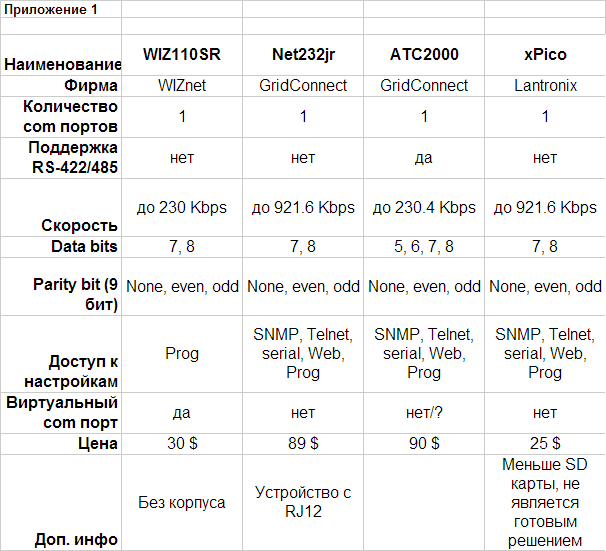 Приложение 1
Наименование WIZ110SR Net232jr ATC2000 xPico
Фирма WIZnet GridConnect GridConnect Lantronix
Количество
com портов 1 1 1 1
Поддержка
RS-422/485 нет нет да нет
Скорость до 230 Kbps до 921.6 Kbps до 230.4 Kbps до 921.6 Kbps
Data bits 7, 8 7, 8 5, 6, 7, 8 7, 8
Parity bit (9
бит) None, even, odd None, even, odd None, even, odd None, even, odd
Доступ к
настройкам Prog SNMP, Telnet, serial, Web, Prog SNMP, Telnet, serial, Web, Prog SNMP, Telnet, serial, Web, Prog
Виртуальный
com порт да нет нет/? нет
Цена 30 $ 89 $ 90 $ 25 $
Доп. инфо Без корпуса Устройство с RJ12 Меньше SD карты, не является готовым решением